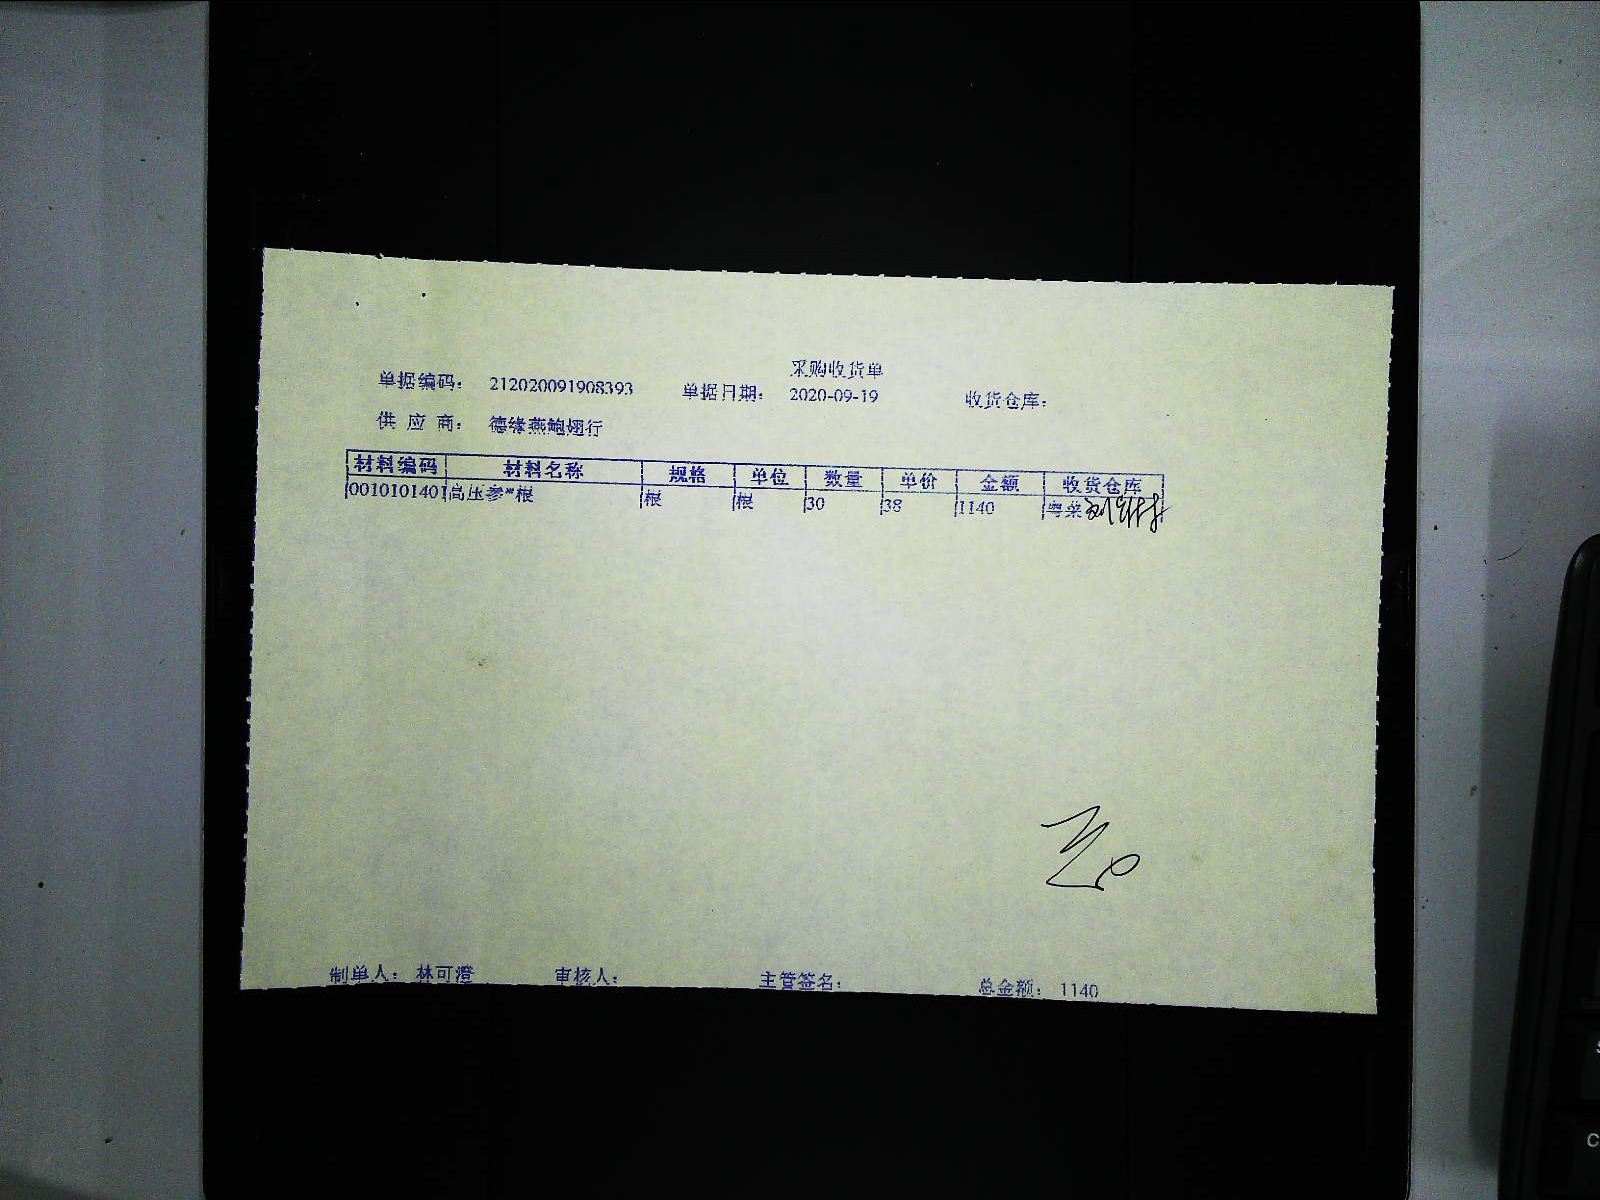 采购收货单
单据编码： 212020091908393 单据日期： 2020-09-19 收货仓库：
供应商： 德缘燕鲍翅行
材料编码 材料名称 规格 单位 数量 单价 金额 收货仓库
0010101401 高压参*根 根 根 30 38 1140 粤菜
制单人： 林可澄 审核人： 主管签名： 总金额： 1140